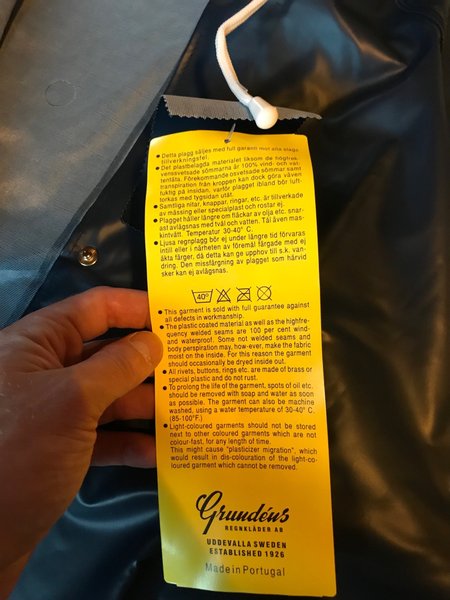 ● Detta plagg säljes med full garanti mot alla slags
tillverkningsfel.
● Det plastbelagda materialet liksom de högfrek-
venssvetsade sömmarna är 100% vind- och vat-
tentäta. Förekommande osvetsade sömmar samt
transpiration från kroppen kan dock göra väven
fuktig på insidan, varför plagget ibland bör luft-
torkas med tygsidan utåt.
● Samtliga nitar, knappar, ringar, etc. är tillverkade
av mässing eller specialplast och rostar ej.
● Plagget håller längre om fläckar av olja etc. snar-
ast avlägsnas med tvål och vatten. Tål även mas-
kintvätt. Temperatur 30-40° C.
● Ljusa regnplagg bör ej under längre tid förvaras
intill eller i närheten av föremål färgade med ej
äkta färger, då detta kan ge upphov till s.k. van-
dring. Den missfärgning av plagget som härvid
sker kan ej avlägsnas.
40°
● This garment is sold with full guarantee against
all defects in workmanship.
● The plastic coated material as well as the highfre-
quency welded seams are 100 per cent wind-
and waterproof. Some not welded seams and
body perspiration may, how-ever, make the fabric
moist on the inside. For this reason the garment
should occasionally be dryed inside out.
● All rivets, buttons, rings etc. are made of brass or
special plastic and do not rust.
● To prolong the life of the garment, spots of oil etc.
should be removed with soap and water as soon
as possible. The garment can also be machine
washed, using a water temperature of 30-40° C.
(85-100°F.)
● Light-coloured garments should not be stored
next to other coloured garments which are not
colour-fast, for any length of time.
This might cause "plasticizer migration", which
would result in dis-colouration of the light-co-
loured garment which cannot be removed.
Grundéns
REGNKLÄDER AB
UDDEVALLA SWEDEN
ESTABLISHED 1926
Made in Portugal